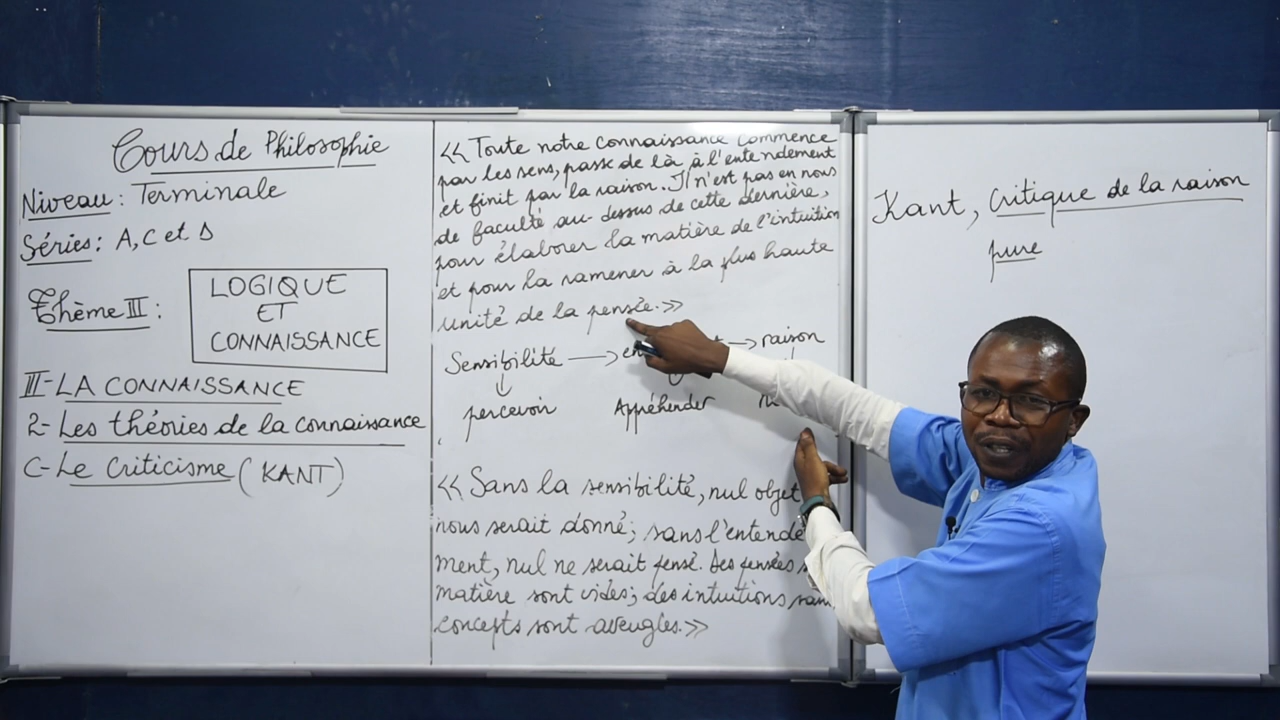 Cours de Philosophie
Niveau : Terminale
Séries : A, C et D
Thème III :
LOGIQUE
ET
CONNAISSANCE
III- LA CONNAISSANCE
2- Les théories de la connaissance
C- Le criticisme (KANT)
<< Toute notre connaissance commence
par les sens, passe de là à l'entendement
et finit par la raison. Il n'est pas en nous
de faculté au-dessus de cette dernière,
pour élaborer la matière de l'intuition
et pour la ramener à la plus haute
unité de la pensée. >>
Sensibilité → → raison
↓
percevoir Appréhender
<< Sans la sensibilité, nul objet
nous serait donné ; sans l'entende
ment, nul ne serait pensé. Des pensées
matière sont vides ; des intuitions
concepts sont aveugles. >>
Kant, Critique de la raison
pure